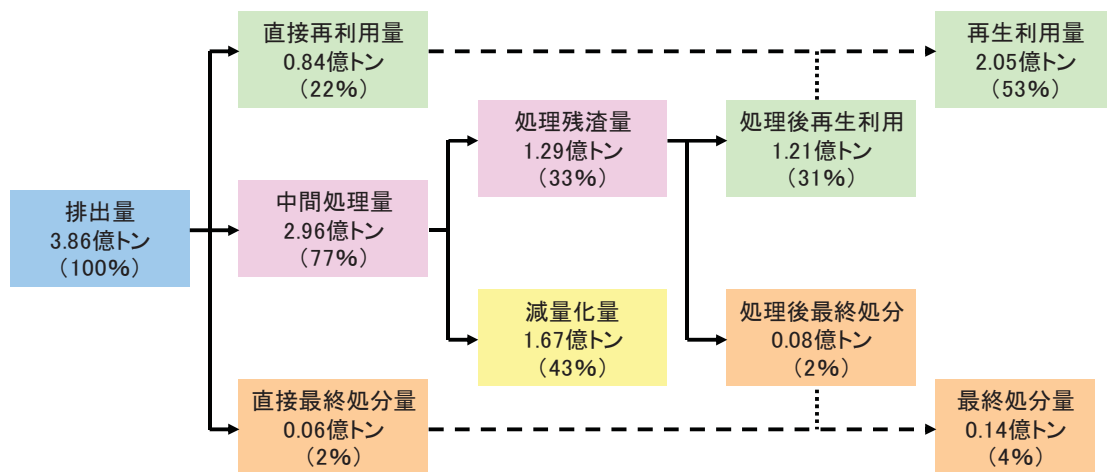 直接再利用量
0.84億トン
（22%）
再生利用量
2.05億トン
（53%）
処理残渣量
1.29億トン
（33%）
処理後再生利用
1.21億トン
（31%）
排出量
3.86億トン
（100%）
中間処理量
2.96億トン
（77%）
減量化量
1.67億トン
（43%）
処理後最終処分
0.08億トン
（2%）
直接最終処分量
0.06億トン
（2%）
最終処分量
0.14億トン
（4%）